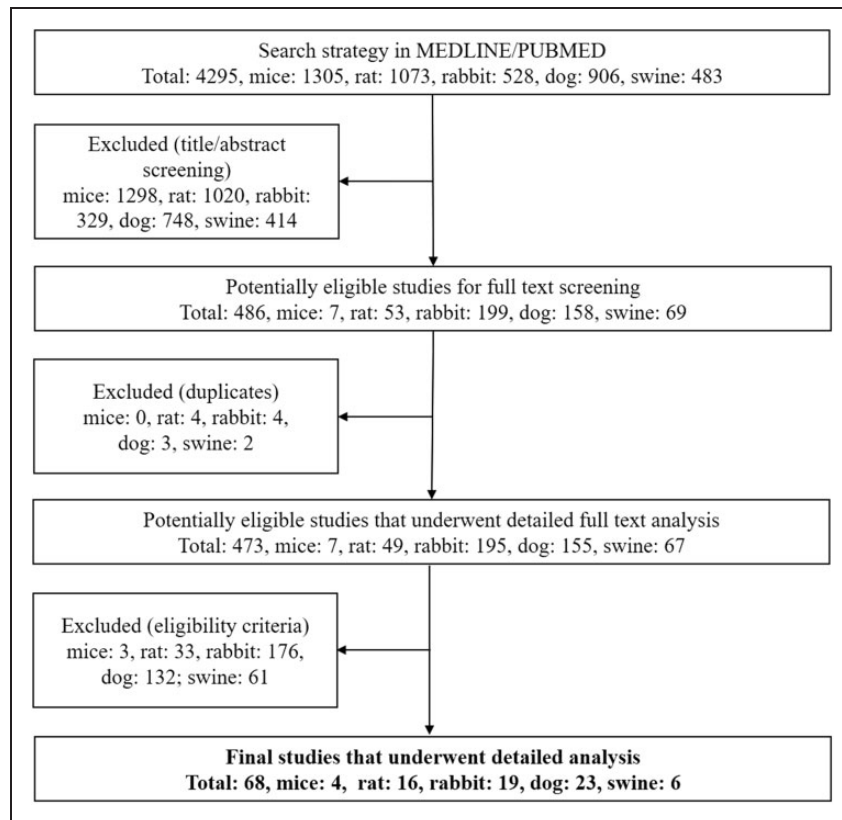 Search strategy in MEDLINE/PUBMED
Total: 4295, mice: 1305, rat: 1073, rabbit: 528, dog: 906, swine: 483
Excluded (title/abstract
screening)
mice: 1298, rat: 1020, rabbit:
329, dog: 748, swine: 414
Potentially eligible studies for full text screening
Total: 486, mice: 7, rat: 53, rabbit: 199, dog: 158, swine: 69
Excluded (duplicates)
mice: 0, rat: 4, rabbit: 4,
dog: 3, swine: 2
Potentially eligible studies that underwent detailed full text analysis
Total: 473, mice: 7, rat: 49, rabbit: 195, dog: 155, swine: 67
Excluded (eligibility criteria)
mice: 3, rat: 33, rabbit: 176,
dog: 132; swine: 61
Final studies that underwent detailed analysis
Total: 68, mice: 4, rat: 16, rabbit: 19, dog: 23, swine: 6